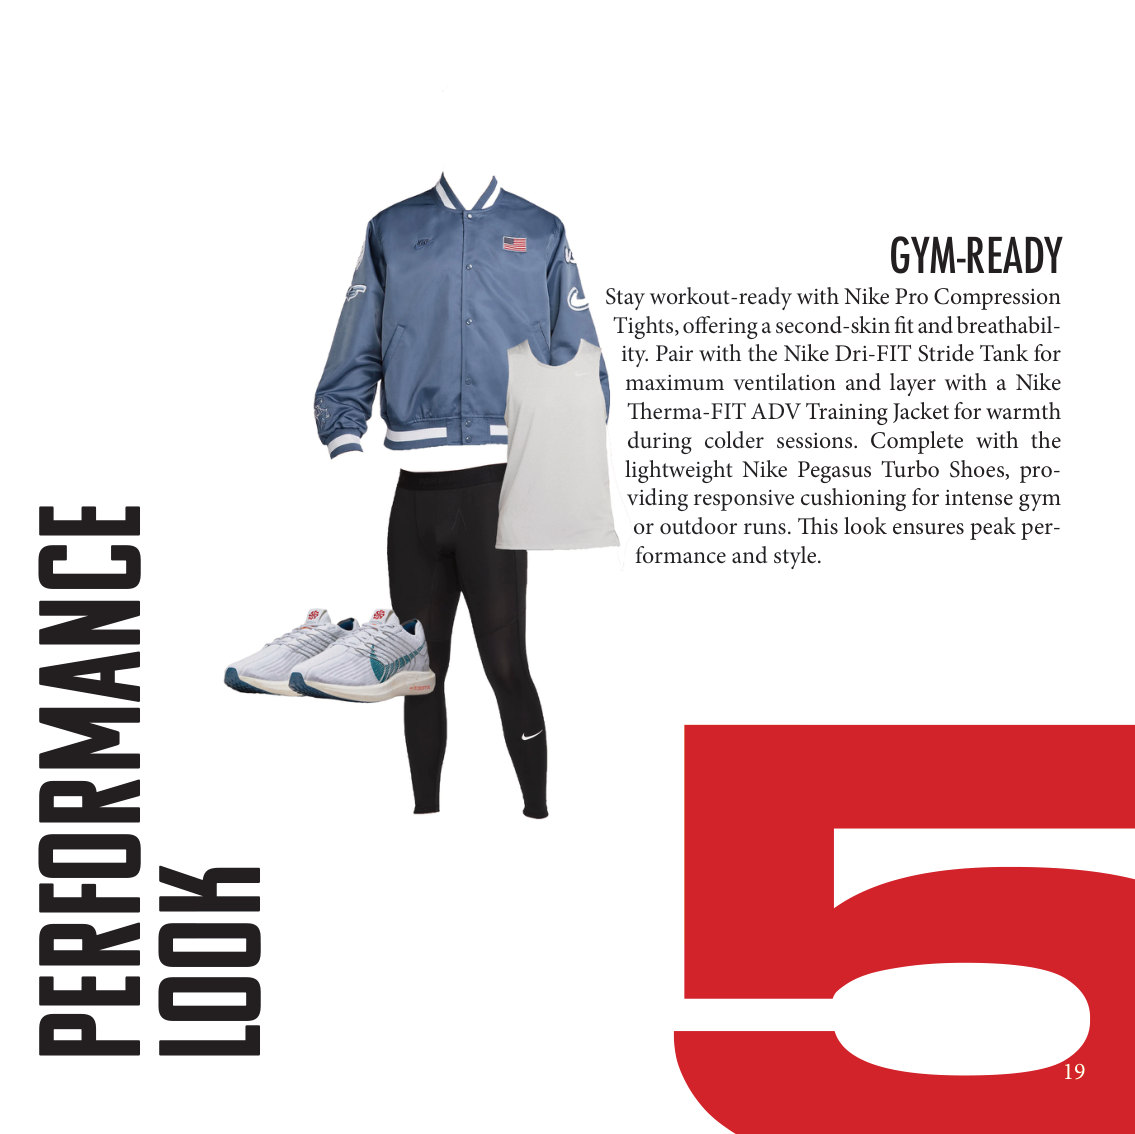 PERFORMANCE
LOOK
GYM-READY
Stay workout-ready with Nike Pro Compression
Tights, offering a second-skin fit and breathabil-
ity. Pair with the Nike Dri-FIT Stride Tank for
maximum ventilation and layer with a Nike
Therma-FIT ADV Training Jacket for warmth
during colder sessions. Complete with the
lightweight Nike Pegasus Turbo Shoes, pro-
viding responsive cushioning for intense gym
or outdoor runs. This look ensures peak per-
formance and style.
5
19